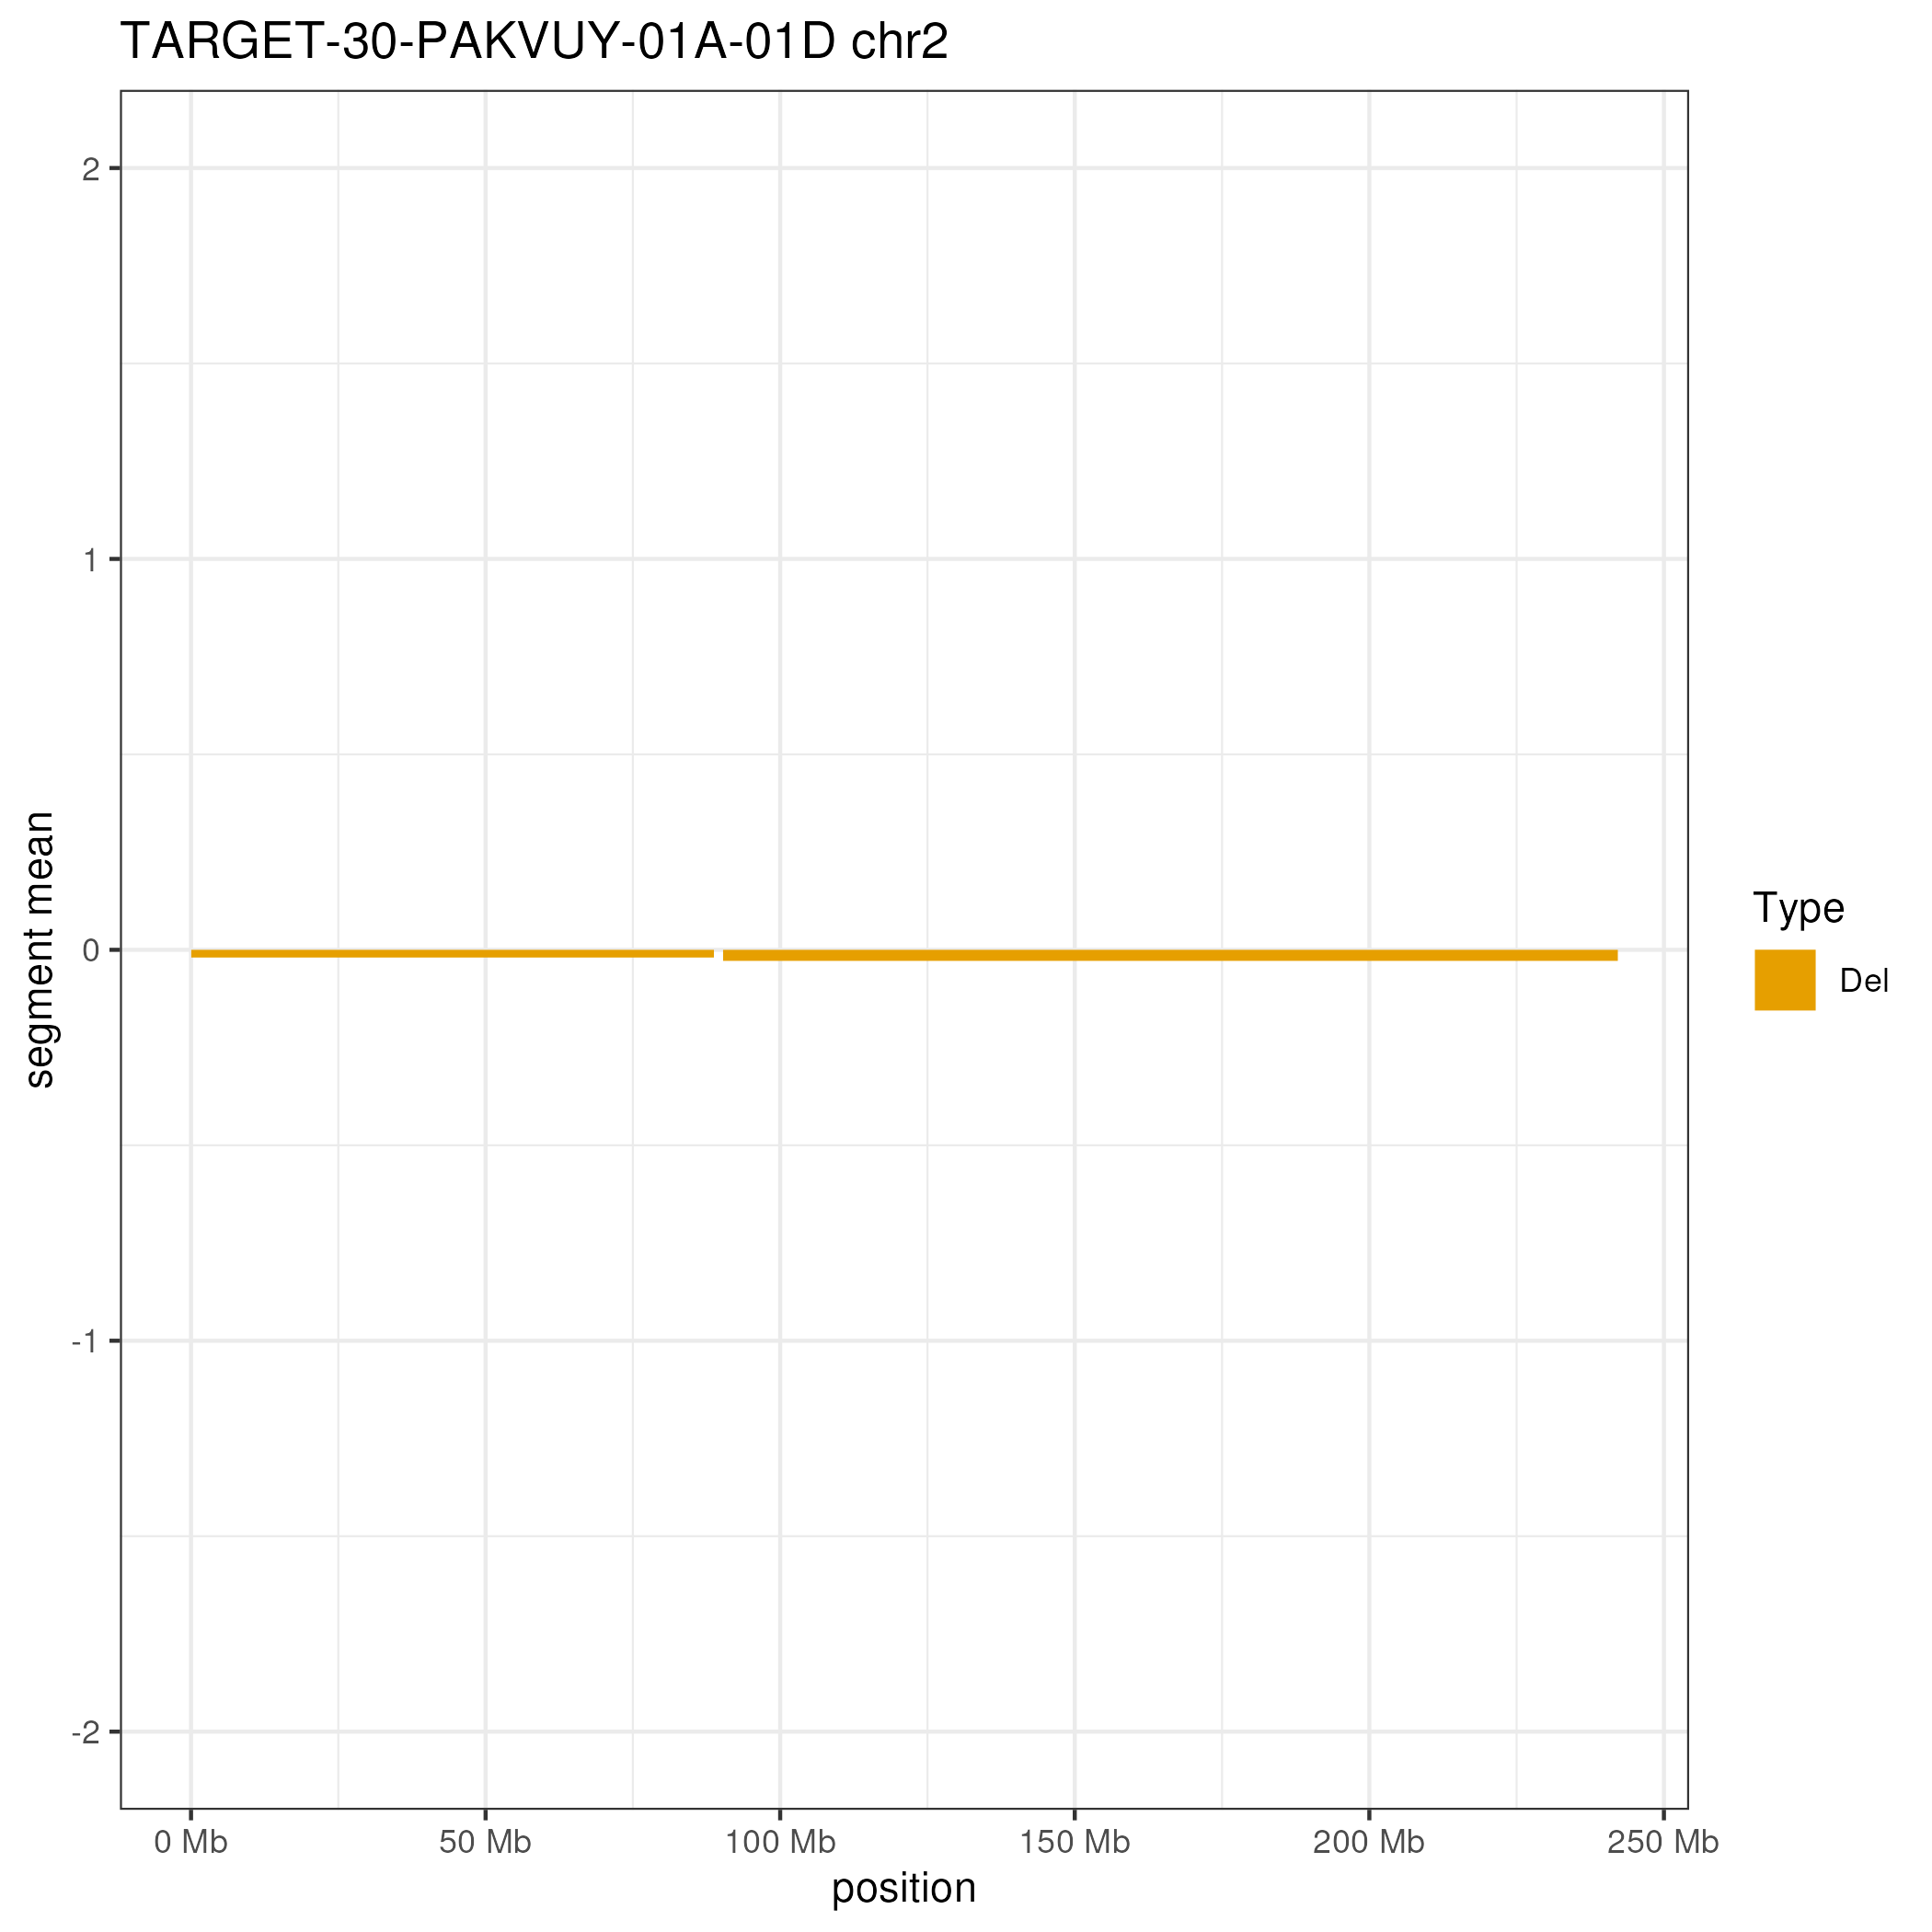 TARGET-30-PAKVUY-01A-01D chr2
2
1
0
-1
-2
segment mean
0 Mb 50 Mb 100 Mb 150 Mb 200 Mb 250 Mb
position
Type
Del